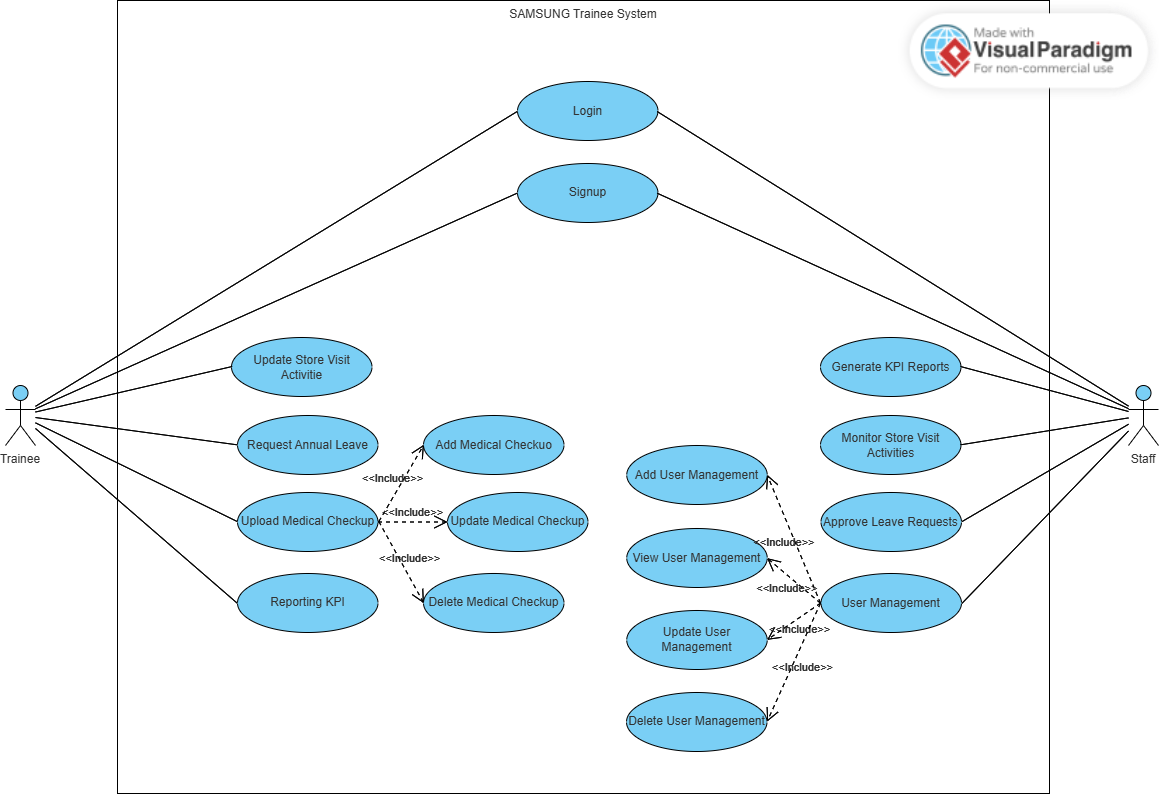 SAMSUNG Trainee System
Made with
VisualParadigm
For non-commercial use
Login
Signup
Update Store Visit
Activitie
Generate KPI Reports
Request Annual Leave
Add Medical Checkuo
Monitor Store Visit
Activities
Trainee
Staff
<<Include>>
Add User Management
<<Include>>
Upload Medical Checkup
Update Medical Checkup
Approve Leave Requests
<<Include>>
<<Include>>
View User Management
<<Include>>
Reporting KPI
Delete Medical Checkup
User Management
<<Include>>
Update User
Management
<<Include>>
Delete User Management